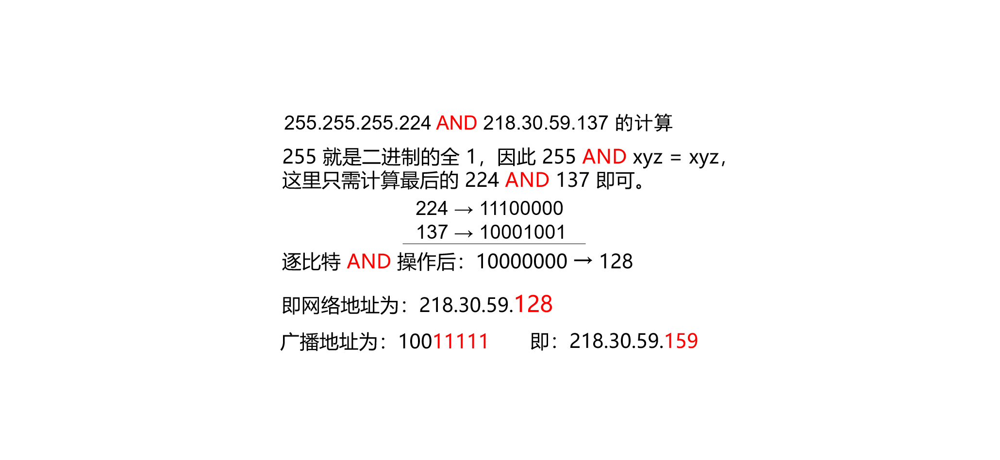 255.255.255.224 AND 218.30.59.137 的计算
255 就是二进制的全 1，因此 255 AND xyz = xyz，
这里只需计算最后的 224 AND 137 即可。
224 → 11100000
137 → 10001001
逐比特 AND 操作后：10000000 → 128
即网络地址为：218.30.59.128
广播地址为：10011111 即：218.30.59.159